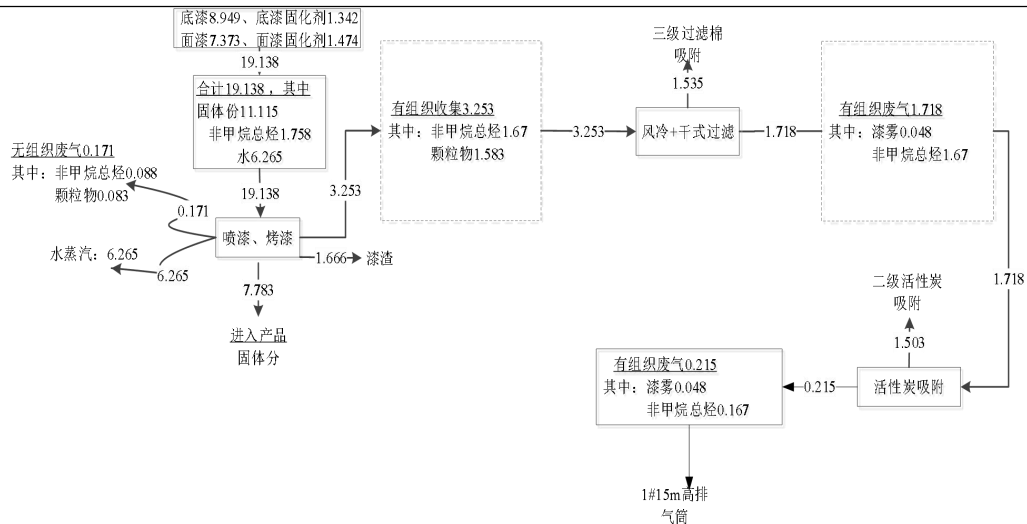 底漆8.949、底漆固化剂1.342
面漆7.373、面漆固化剂1.474
19.138
合计19.138，其中
固体份11.115
非甲烷总烃1.758
水6.265
19.138
无组织废气0.171
其中：非甲烷总烃0.088
颗粒物0.083
0.171
喷漆、烤漆
水蒸汽：6.265
6.265
1.666
漆渣
7.783
进入产品
固体分
3.253
有组织收集3.253
其中：非甲烷总烃1.67
颗粒物1.583
3.253
三级过滤棉
吸附
1.535
风冷+干式过滤
1.718
有组织废气1.718
其中：漆雾0.048
非甲烷总烃1.67
1.718
二级活性炭
吸附
1.503
活性炭吸附
0.215
有组织废气0.215
其中：漆雾0.048
非甲烷总烃0.167
1#15m高排
气筒